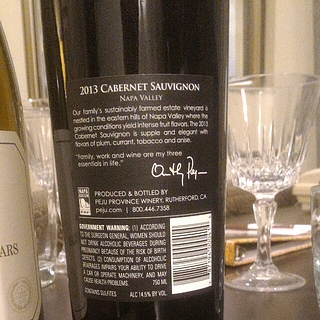 2013 CABERNET SAUVIGNON
NAPA VALLEY
Our family's sustainably farmed estate vineyard is
nestled in the eastern hills of Napa Valley where the
growing conditions yield intense fruit flavors. The 2013
Cabernet Sauvignon is supple and elegant with
flavors of plum, currant, tobacco and anise.
"Family, work and wine are my three
essentials in life."
NAPA
PRODUCED & BOTTLED BY
PEJU PROVINCE WINERY, RUTHERFORD, CA
peju.com | 800.446.7358
GOVERNMENT WARNING: (1) ACCORDING
TO THE SURGEON GENERAL, WOMEN SHOULD
NOT DRINK ALCOHOLIC BEVERAGES DURING
PREGNANCY BECAUSE OF THE RISK OF BIRTH
DEFECTS. (2) CONSUMPTION OF ALCOHOLIC
BEVERAGES IMPAIRS YOUR ABILITY TO DRIVE
A CAR OR OPERATE MACHINERY, AND MAY
CAUSE HEALTH PROBLEMS.
750 ML
CONTAINS SULFITES
ALC 14.5% BY VOL.
ARS